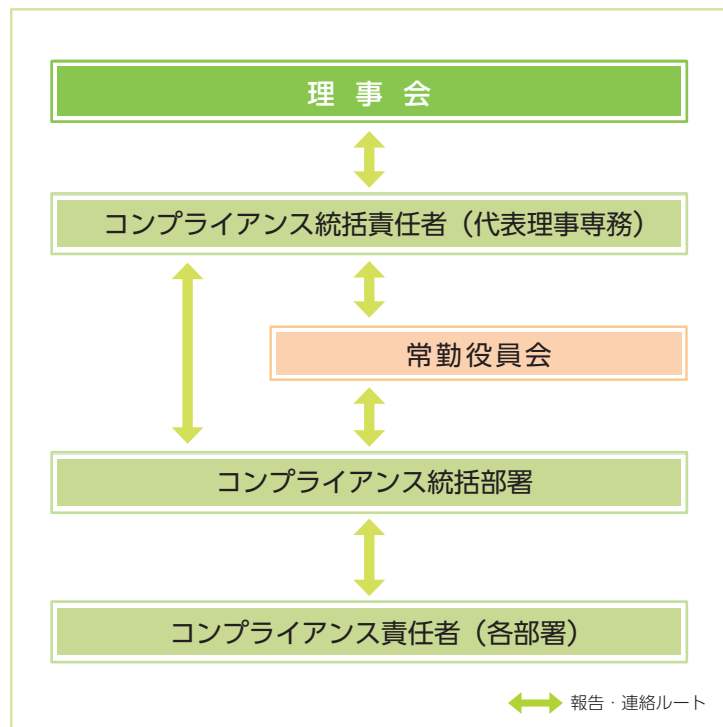 理事会
コンプライアンス統括責任者（代表理事専務）
常勤役員会
コンプライアンス統括部署
コンプライアンス責任者（各部署）
報告・連絡ルート